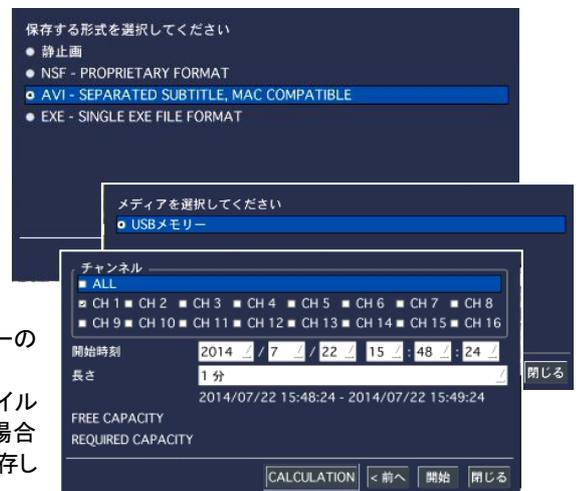 保存する形式を選択してください
静止画
NSF - PROPRIETARY FORMAT
AVI - SEPARATED SUBTITLE, MAC COMPATIBLE
EXE - SINGLE EXE FILE FORMAT
メディアを選択してください
USBメモリー
チャンネル
ALL
CH 1 CH 2 CH 3 CH 4 CH 5 CH 6 CH 7 CH 8
CH 9 CH 10 CH 11 CH 12 CH 13 CH 14 CH 15 CH 16
開始時刻 2014 / 7 / 22 15 : 48 : 24
長さ 1 分
2014/07/22 15:48:24 - 2014/07/22 15:49:24
FREE CAPACITY
REQUIRED CAPACITY
CALCULATION <前へ 開始 閉じる
閉じる
ーの
イル
場合
存し